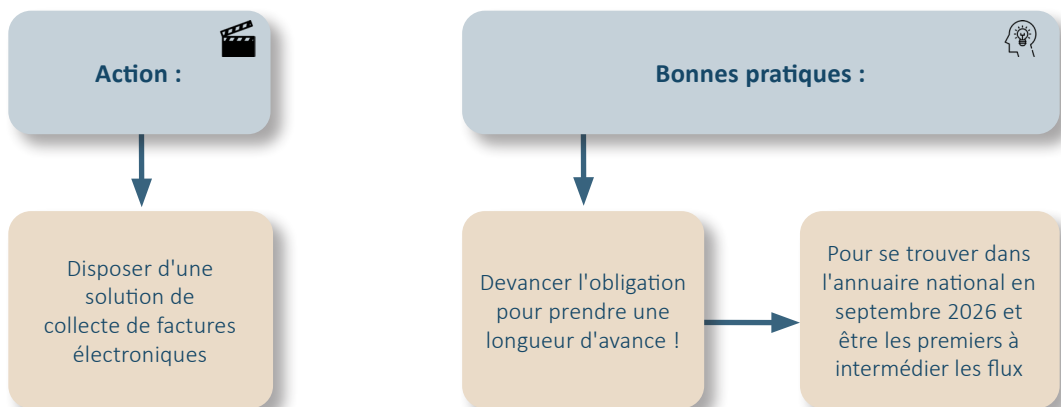 Action :
Bonnes pratiques :
Disposer d'une
solution de
collecte de factures
électroniques
Devancer l'obligation
pour prendre une
longueur d'avance !
Pour se trouver dans
l'annuaire national en
septembre 2026 et
être les premiers à
intermédier les flux